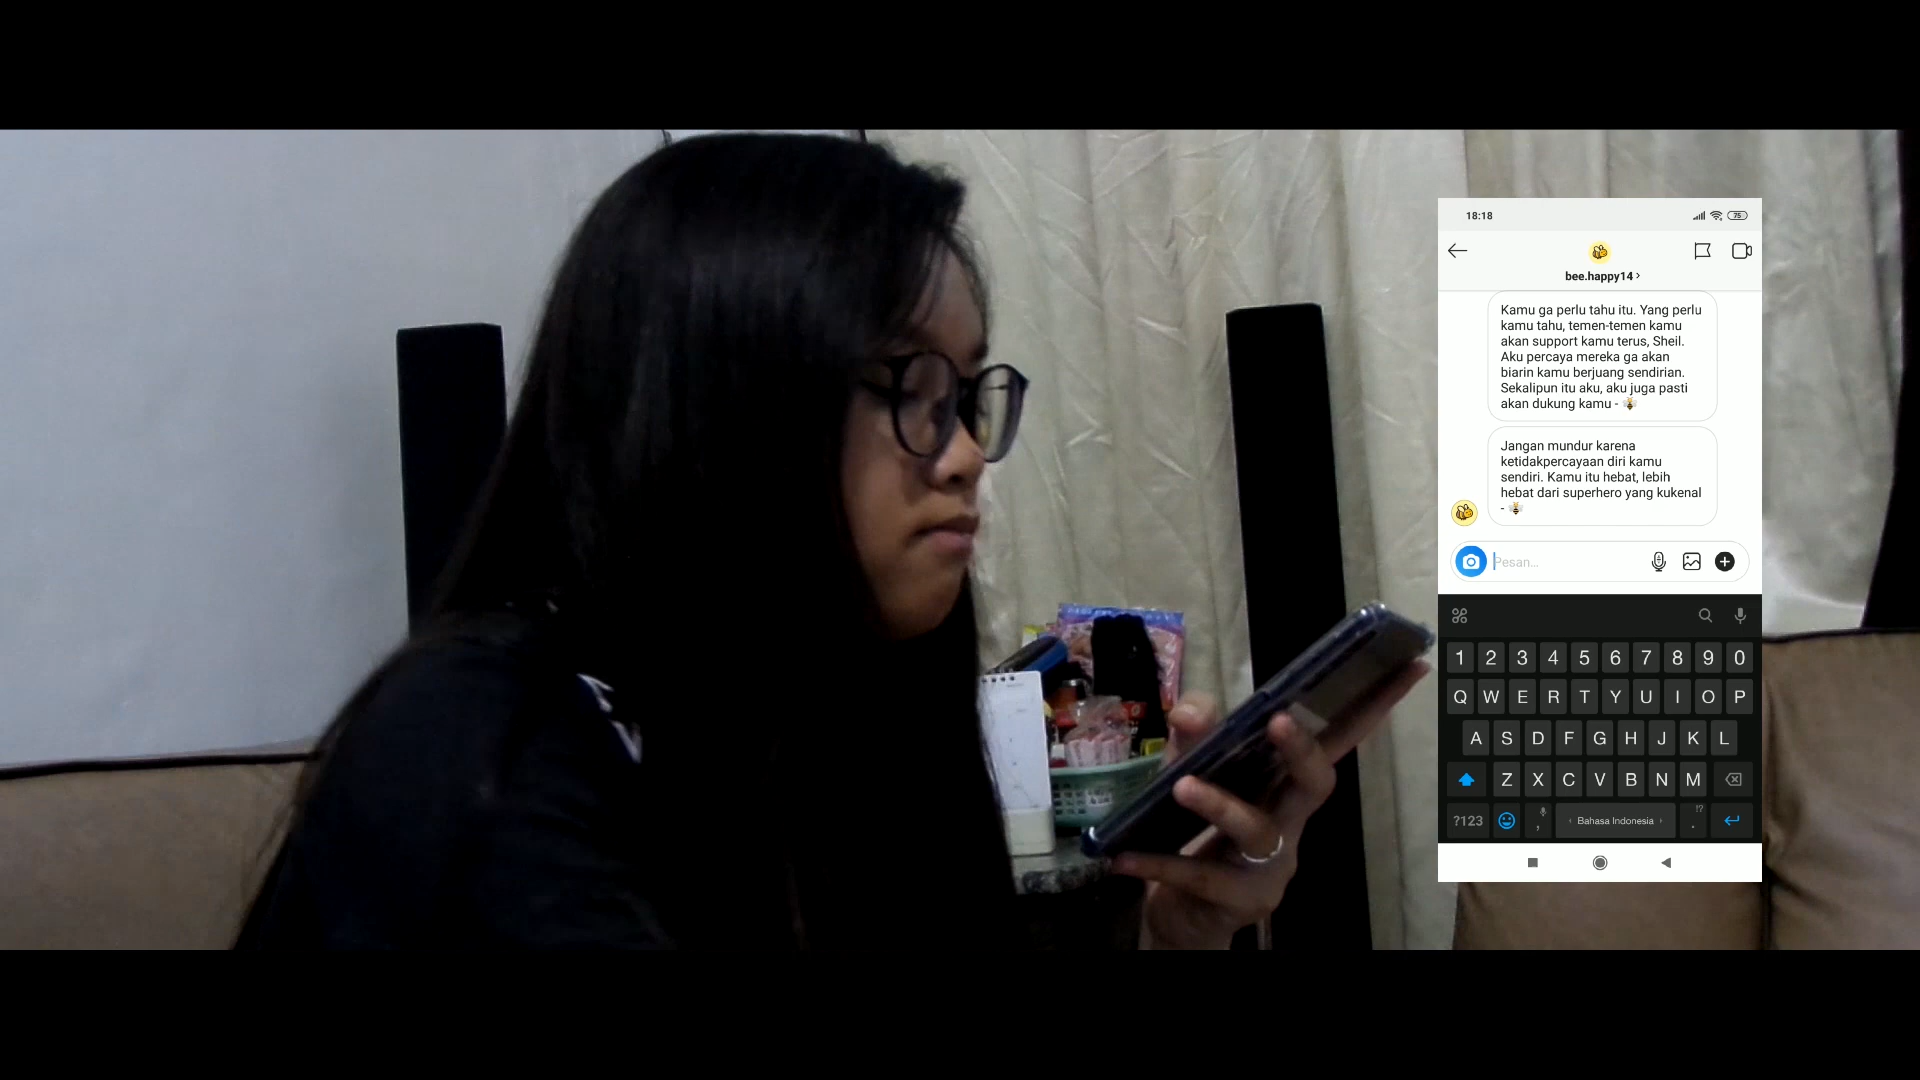 18:18
75
bee.happy14
Kamu ga perlu tahu itu. Yang perlu
kamu tahu, temen-temen kamu
akan support kamu terus, Sheil.
Aku percaya mereka ga akan
biarin kamu berjuang sendirian.
Sekalipun itu aku, aku juga pasti
akan dukung kamu - 🐝
Jangan mundur karena
ketidakpercayaan diri kamu
sendiri. Kamu itu hebat, lebih
hebat dari superhero yang kukenal
- 🐝
Pesan...
1 2 3 4 5 6 7 8 9 0
Q W E R T Y U I O P
A S D F G H J K L
Z X C V B N M
?123 , Bahasa Indonesia . !?